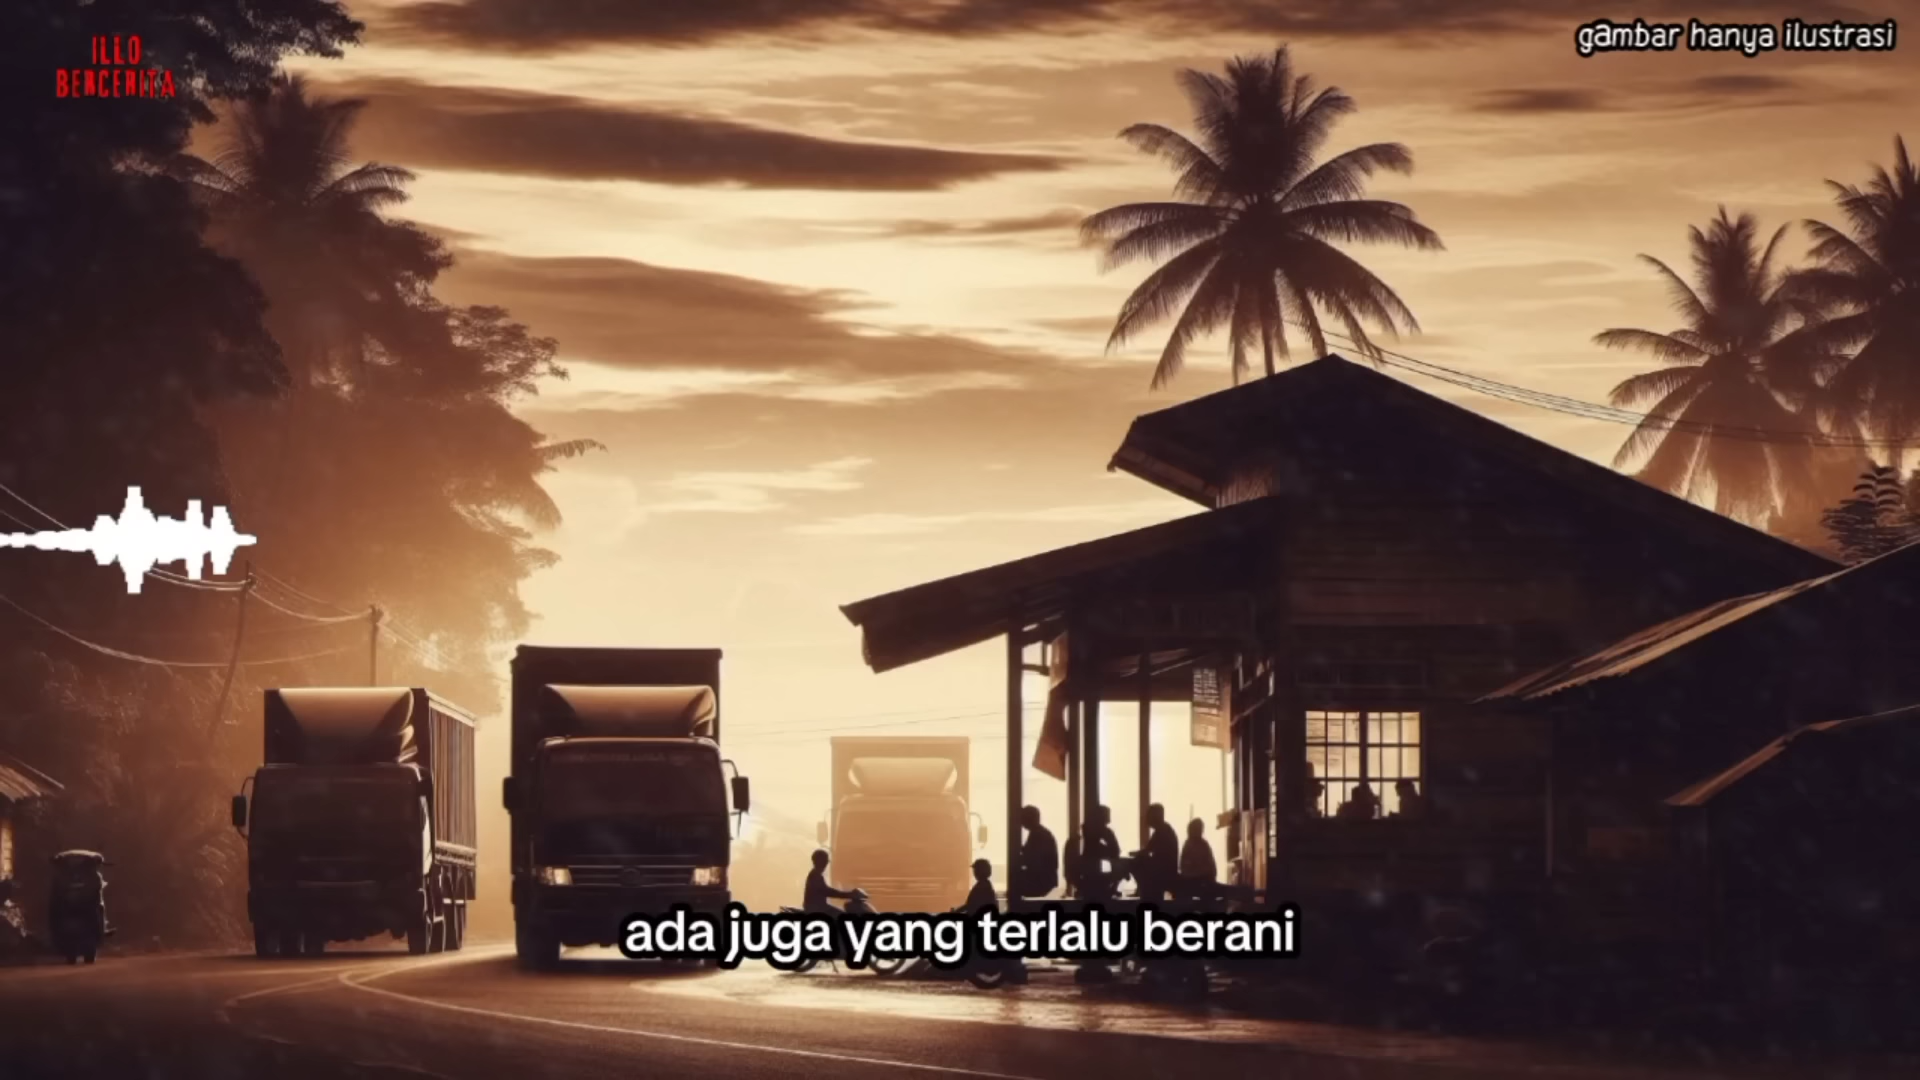 ILLO
BERCERITA
gambar hanya ilustrasi
ada juga yang terlalu berani